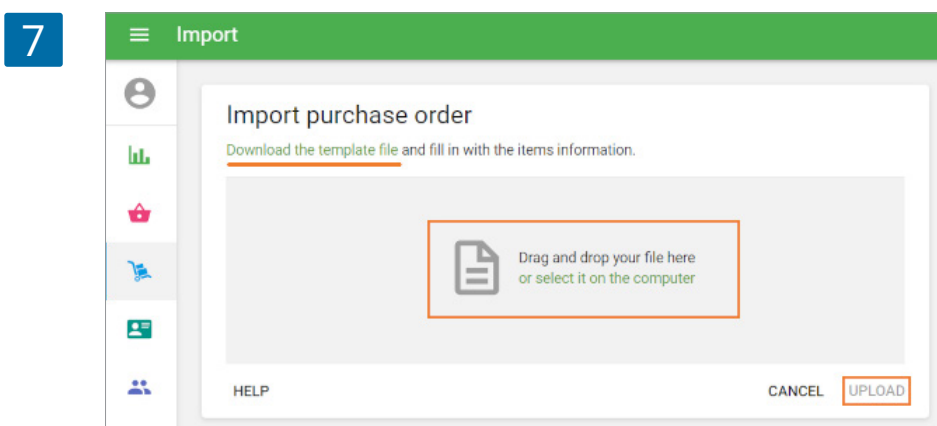 7
Import
Import purchase order
Download the template file and fill in with the items information.
Drag and drop your file here
or select it on the computer
HELP CANCEL UPLOAD